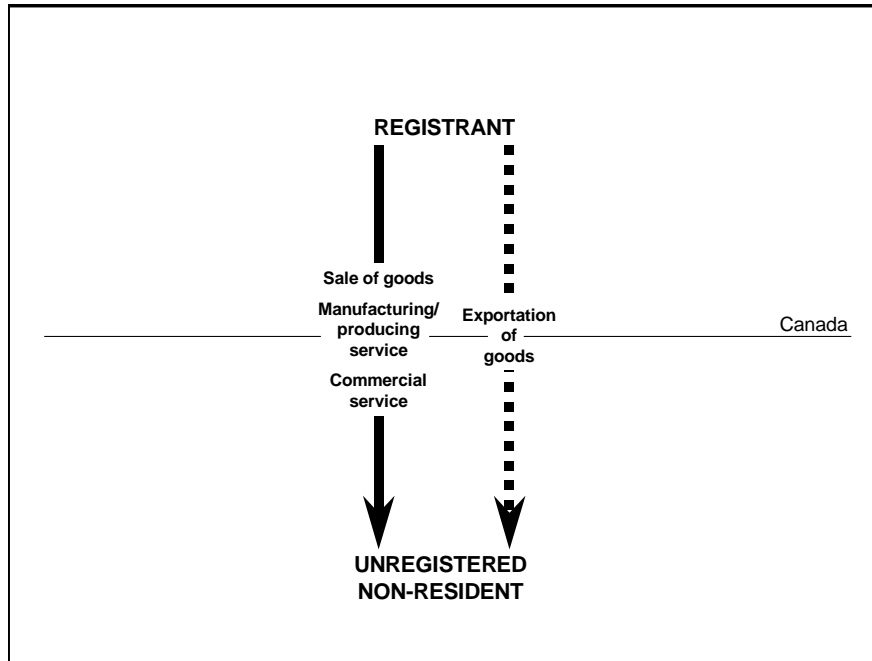 REGISTRANT
Sale of goods
Manufacturing/
producing
service
Commercial
service
Exportation
of
goods
Canada
UNREGISTERED
NON-RESIDENT